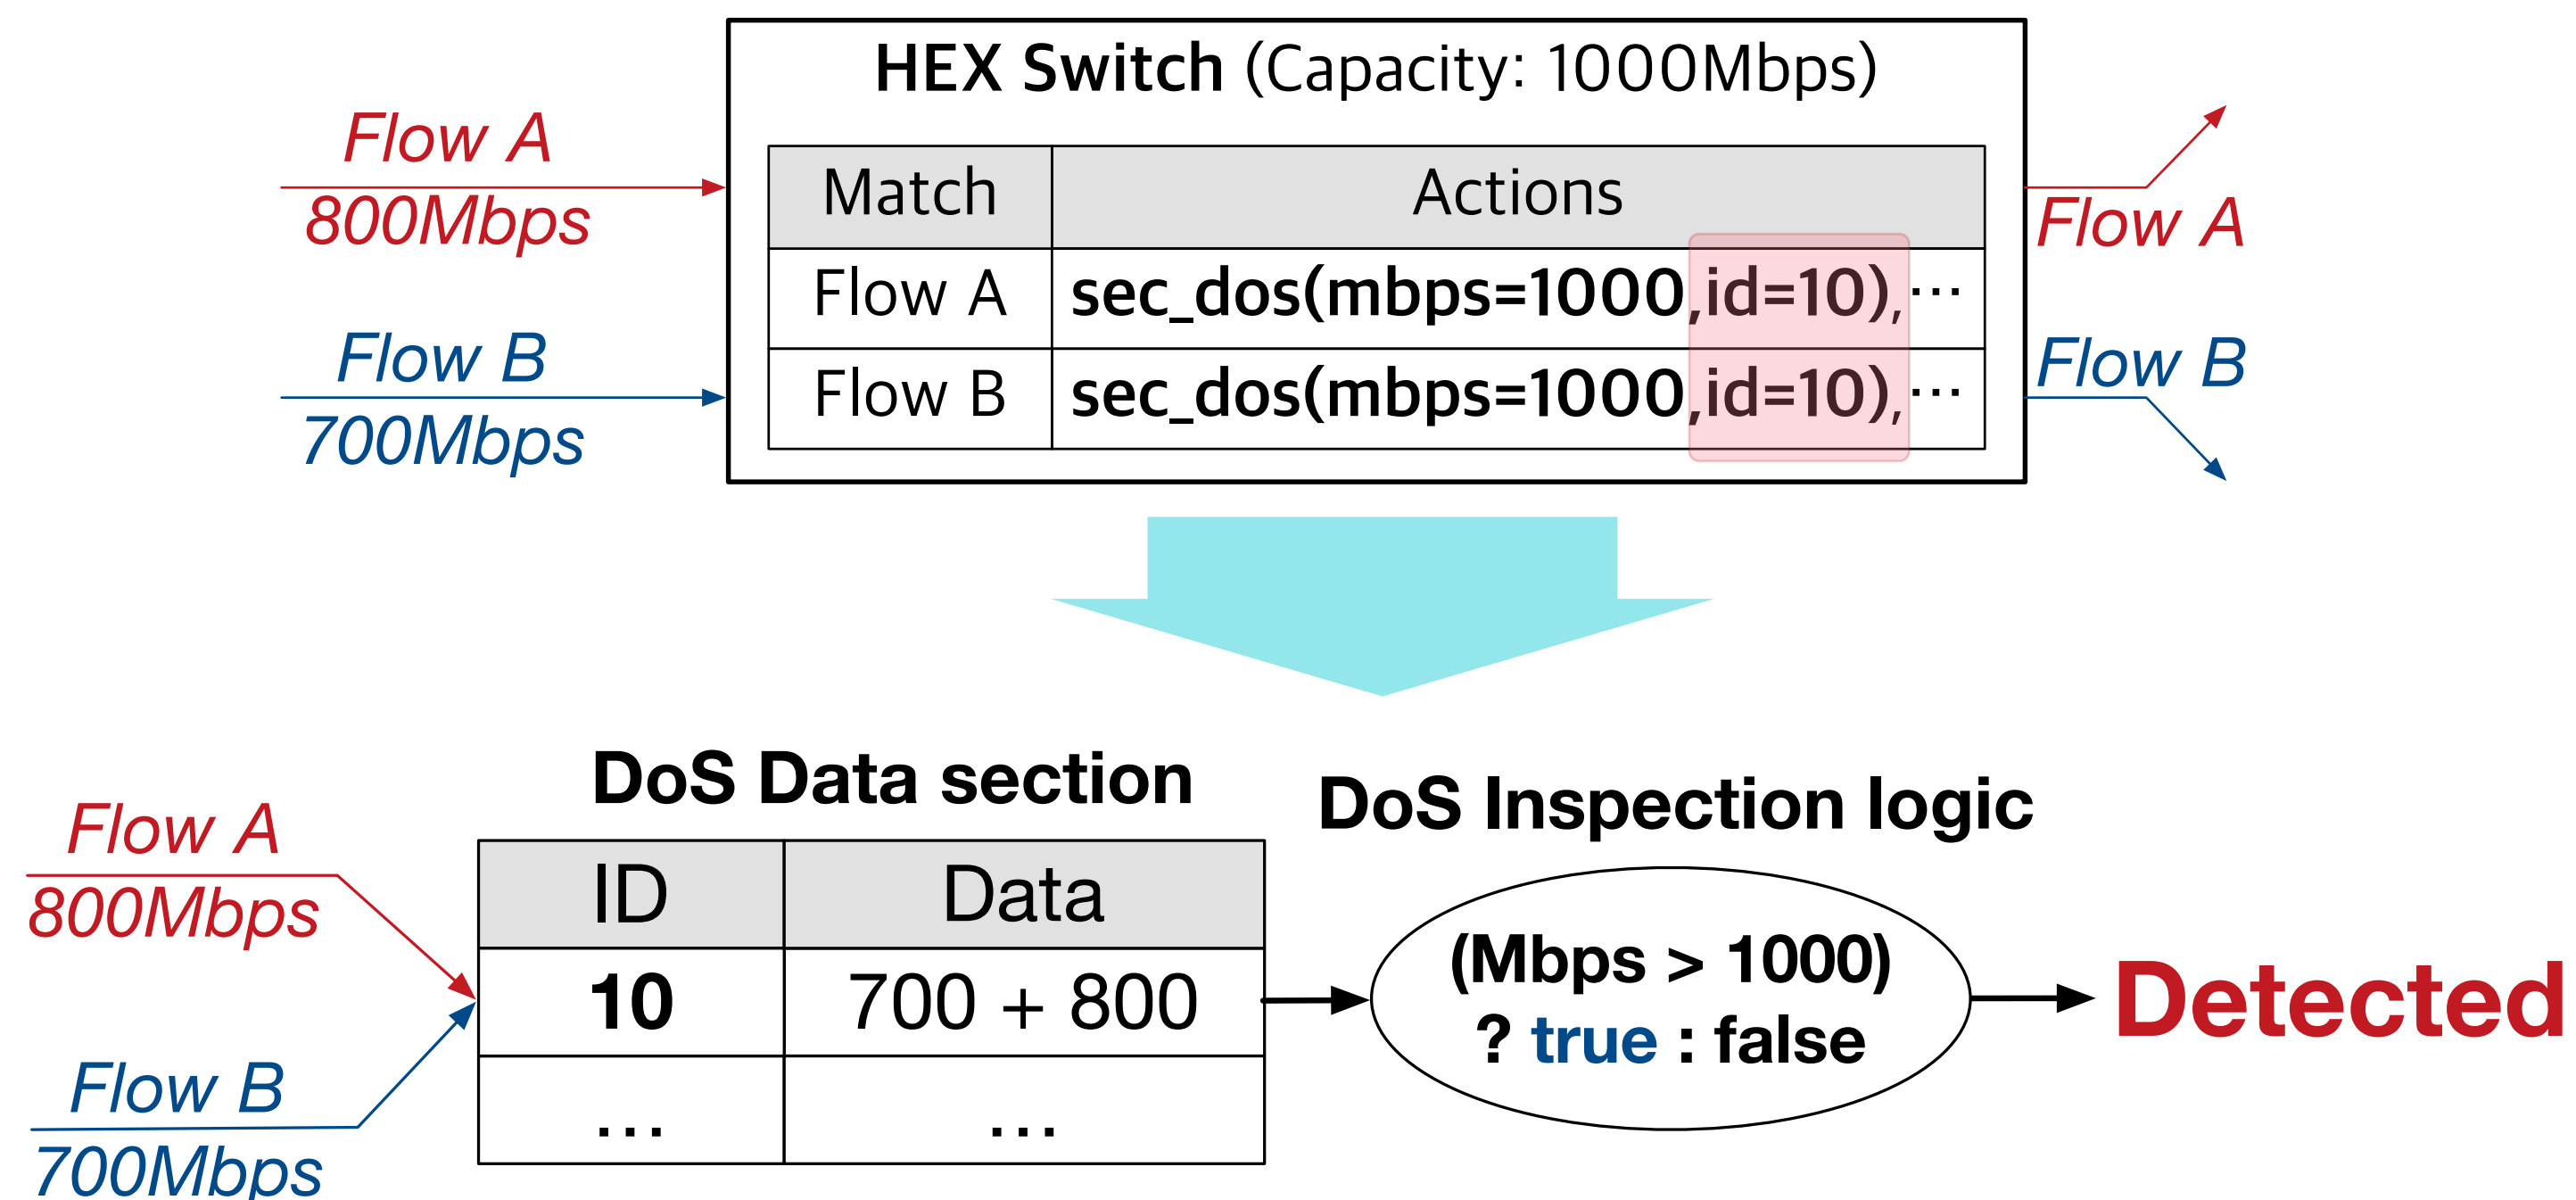 HEX Switch (Capacity: 1000Mbps)
Flow A
800Mbps
Flow B
700Mbps
Match Actions
Flow A sec_dos(mbps=1000,id=10),···
Flow B sec_dos(mbps=1000,id=10),···
Flow A
Flow B
DoS Data section
Flow A
800Mbps
Flow B
700Mbps
ID Data
10 700 + 800
... ...
DoS Inspection logic
(Mbps > 1000)
? true : false
Detected